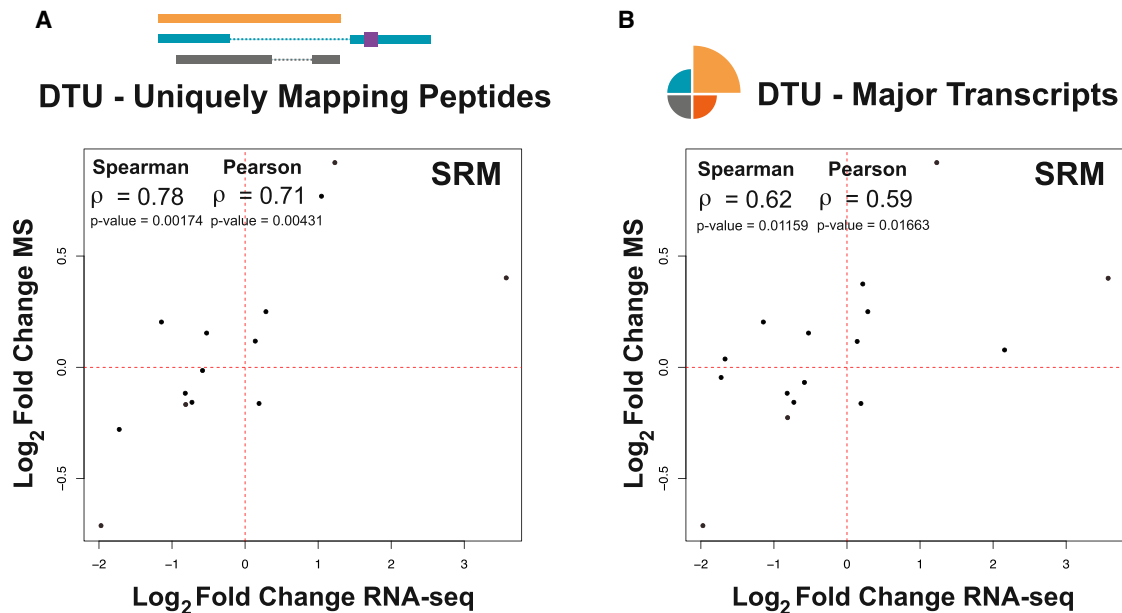 A
DTU - Uniquely Mapping Peptides
Spearman Pearson
ρ = 0.78 ρ = 0.71
p-value = 0.00174 p-value = 0.00431
SRM
Log2 Fold Change MS
0.5
0.0
−0.5
−2 −1 0 1 2 3
Log2 Fold Change RNA-seq
B
DTU - Major Transcripts
Spearman Pearson
ρ = 0.62 ρ = 0.59
p-value = 0.01159 p-value = 0.01663
SRM
Log2 Fold Change MS
0.5
0.0
−0.5
−2 −1 0 1 2 3
Log2 Fold Change RNA-seq